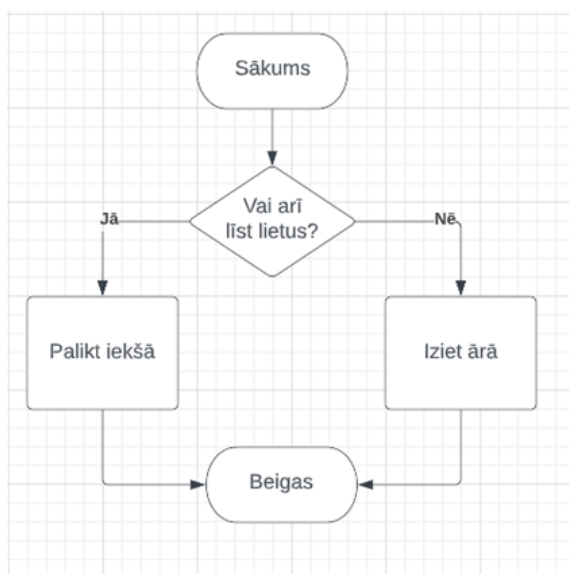 Sākums
Vai arī
līst lietus?
Jā
Nē
Palikt iekšā
Iziet ārā
Beigas